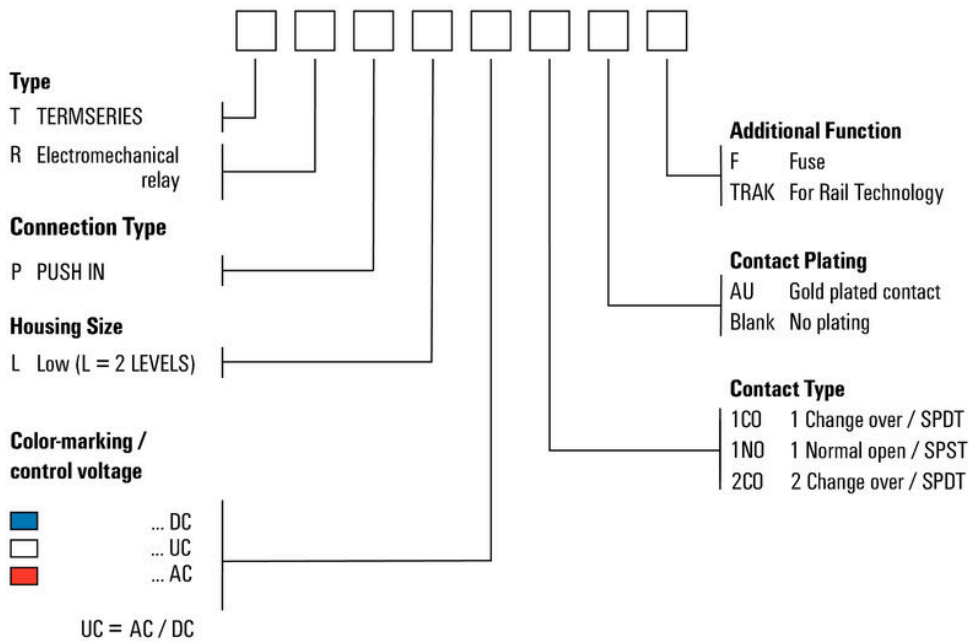 Type
T TERMSERIES
R Electromechanical
relay
Connection Type
P PUSH IN
Housing Size
L Low (L = 2 LEVELS)
Color-marking /
control voltage
... DC
... UC
... AC
UC = AC / DC
Additional Function
F Fuse
TRAK For Rail Technology
Contact Plating
AU Gold plated contact
Blank No plating
Contact Type
1CO 1 Change over / SPDT
1NO 1 Normal open / SPST
2CO 2 Change over / SPDT